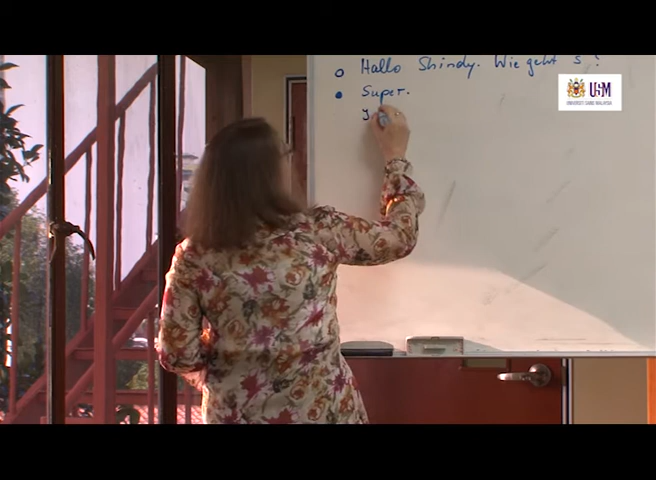 Hallo Shindy. Wie geht's?
Super.
USM
UNIVERSITI SAINS MALAYSIA